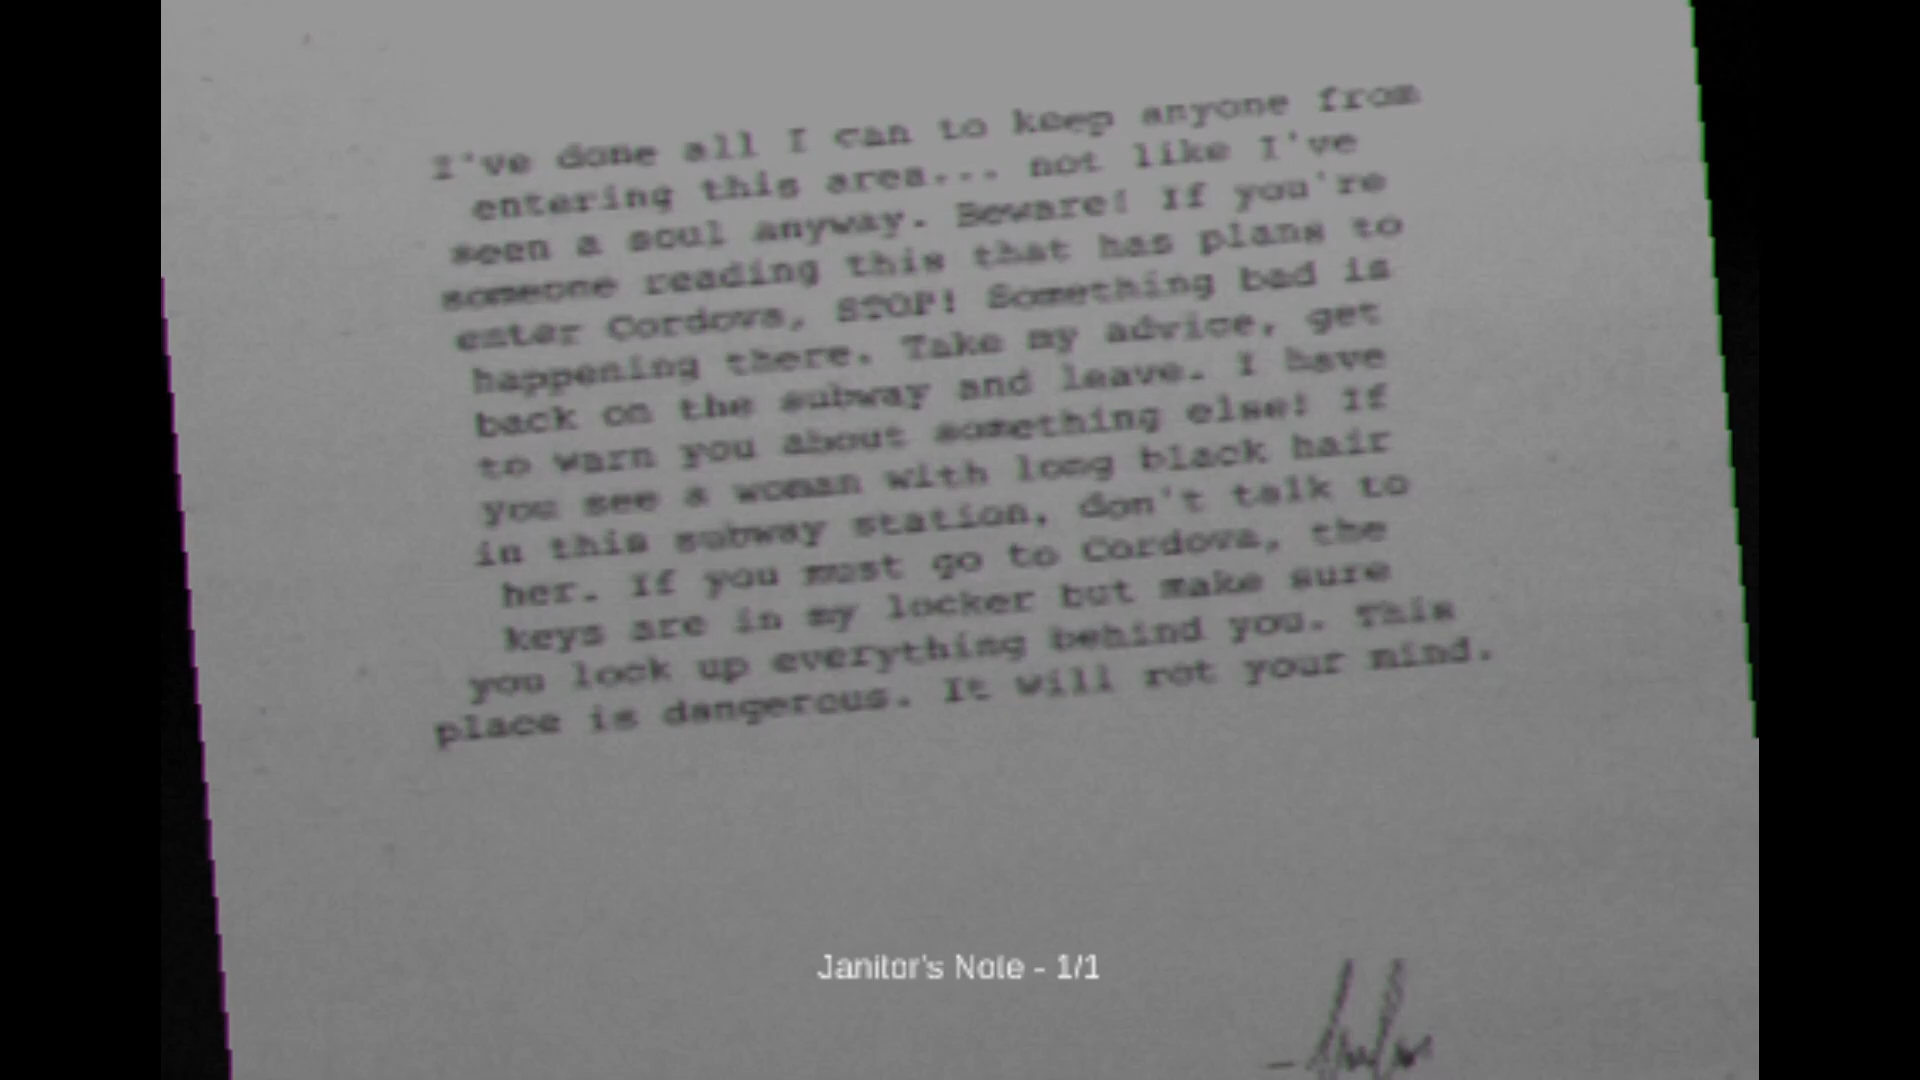 I've done all I can to keep anyone from
entering this area... not like I've
seen a soul anyway. Beware! If you're
someone reading this that has plans to
enter Cordova, STOP! Something bad is
happening there. Take my advice, get
back on the subway and leave. I have
to warn you about something else! If
you see a woman with long black hair
in this subway station, don't talk to
her. If you must go to Cordova, the
keys are in my locker but make sure
you lock up everything behind you. This
place is dangerous. It will rot your mind.
Janitor's Note - 1/1